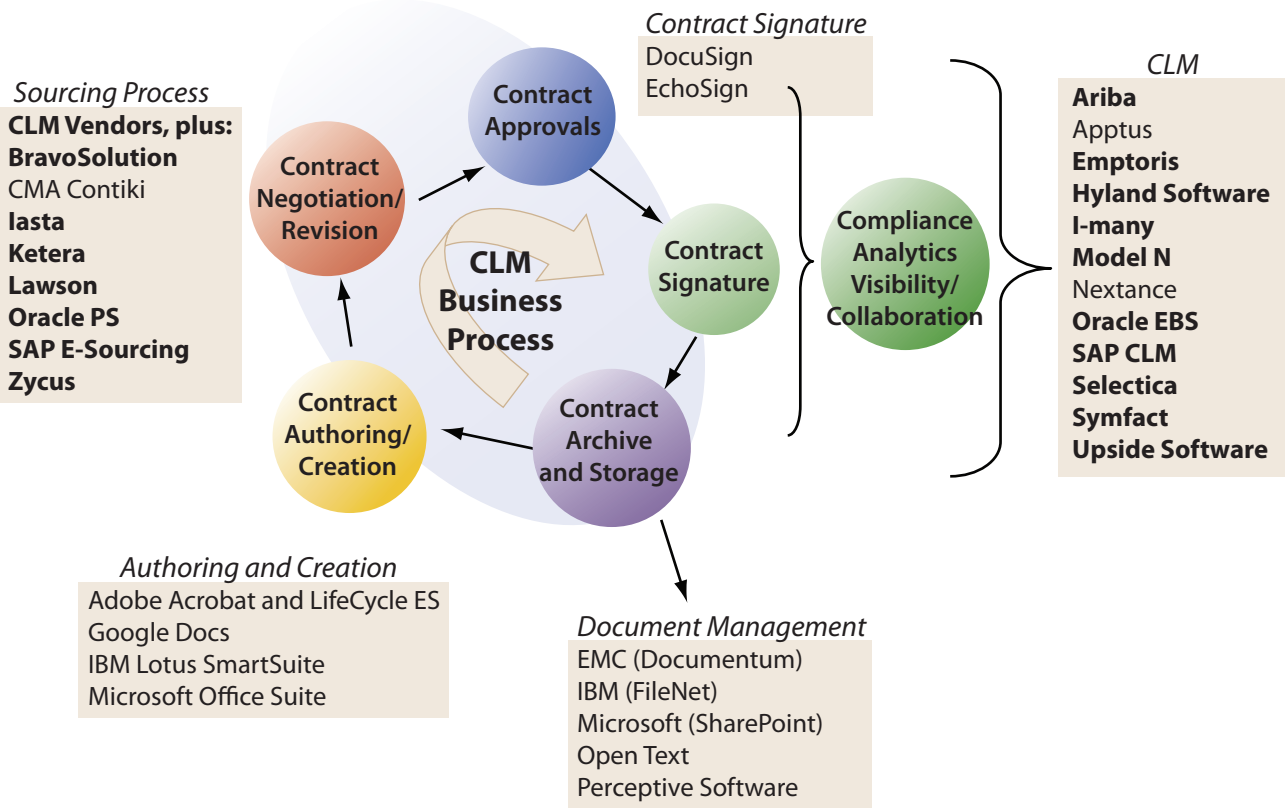 Contract Signature
DocuSign
EchoSign
Sourcing Process
CLM Vendors, plus:
BravoSolution
CMA Contiki
Iasta
Ketera
Lawson
Oracle PS
SAP E-Sourcing
Zycus
Contract
Approvals
Contract
Negotiation/
Revision
CLM
Business
Process
Contract
Signature
Contract
Authoring/
Creation
Contract
Archive
and Storage
Compliance
Analytics
Visibility/
Collaboration
CLM
Ariba
Apptus
Emptoris
Hyland Software
I-many
Model N
Nextance
Oracle EBS
SAP CLM
Selectica
Symfact
Upside Software
Authoring and Creation
Adobe Acrobat and LifeCycle ES
Google Docs
IBM Lotus SmartSuite
Microsoft Office Suite
Document Management
EMC (Documentum)
IBM (FileNet)
Microsoft (SharePoint)
Open Text
Perceptive Software